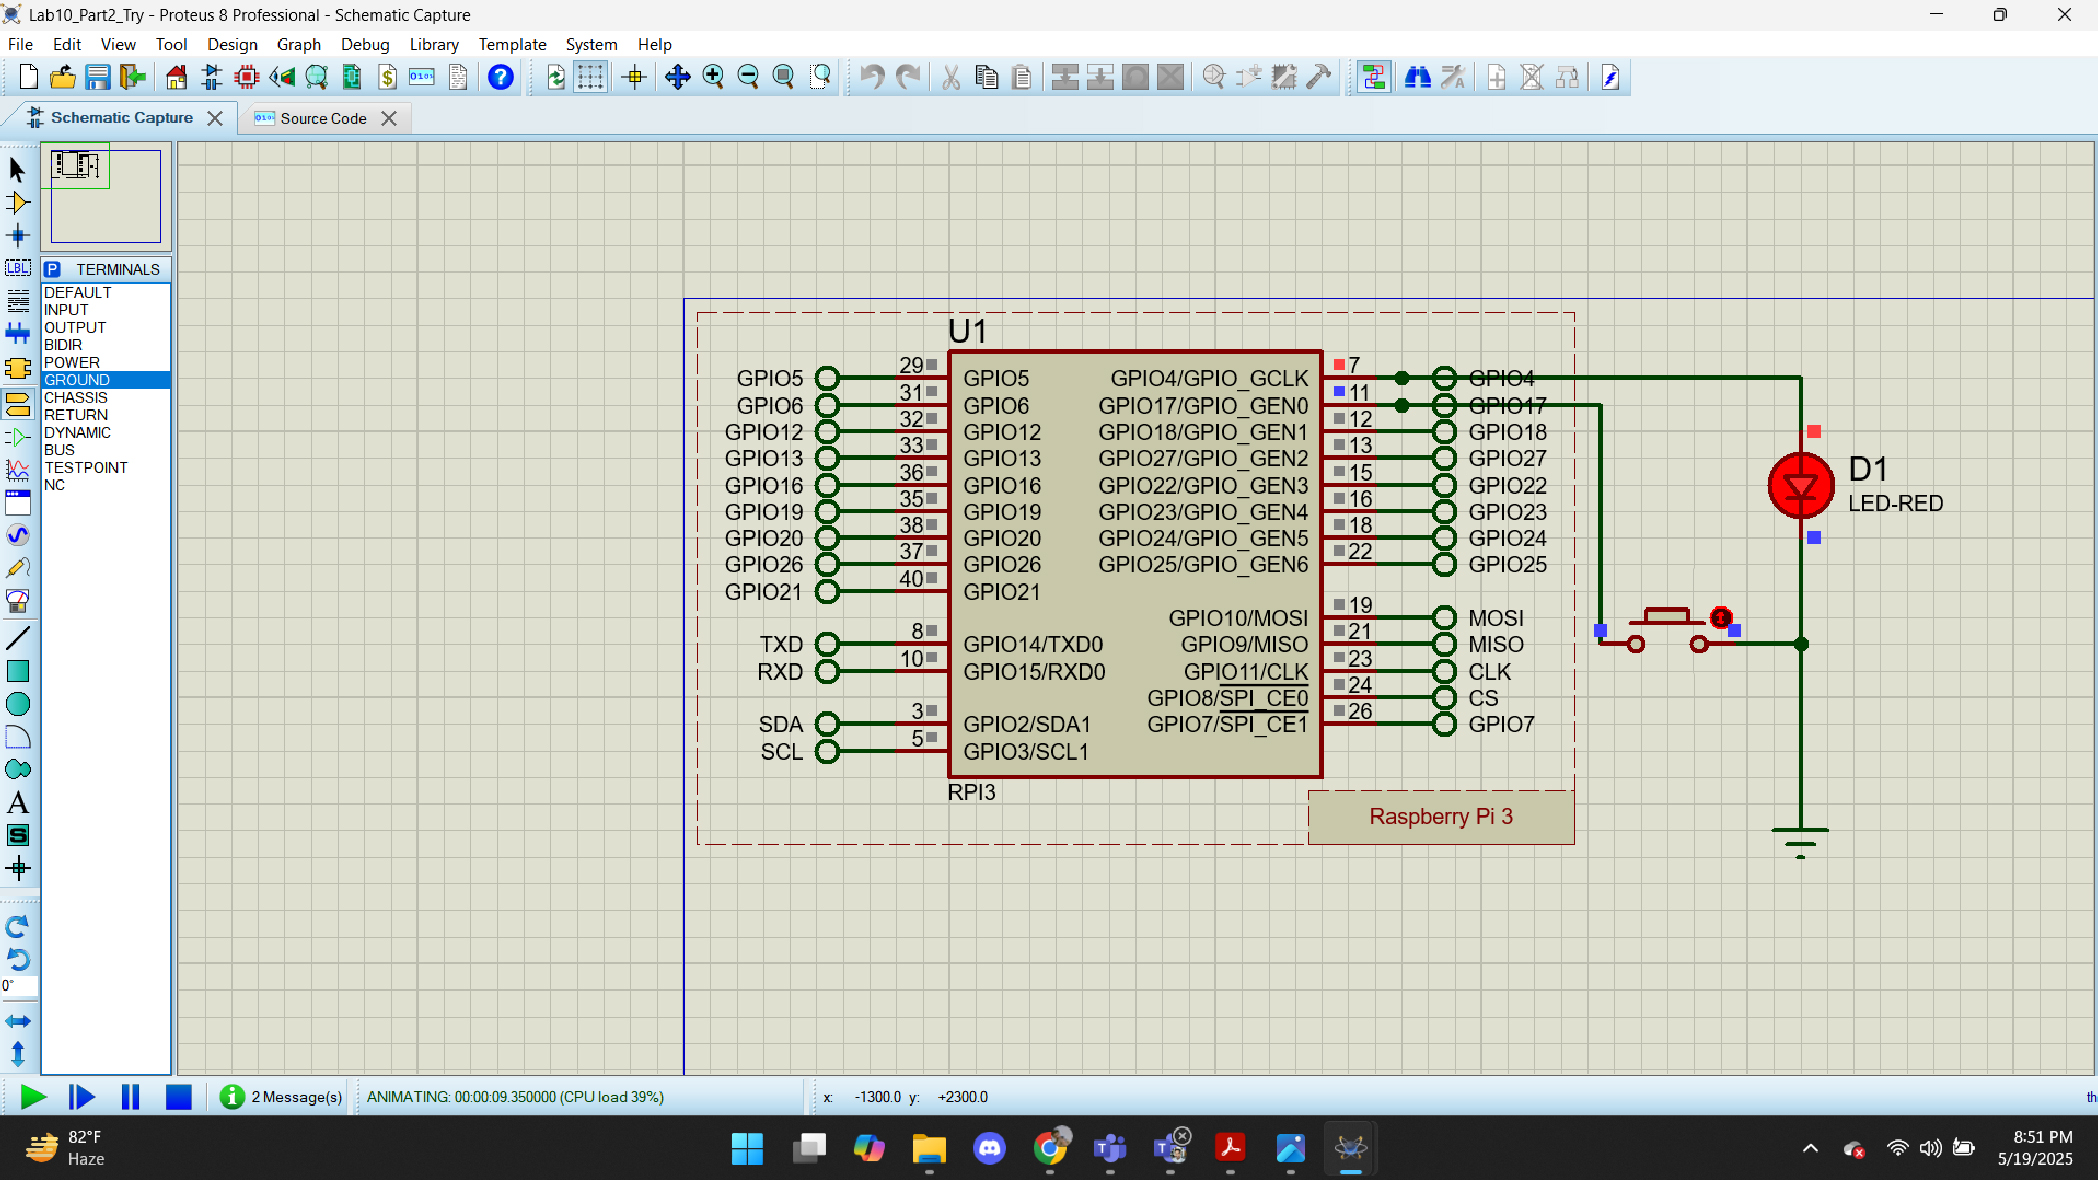 Lab10_Part2_Try - Proteus 8 Professional - Schematic Capture
File Edit View Tool Design Graph Debug Library Template System Help
Schematic Capture
Source Code
P TERMINALS
DEFAULT
INPUT
OUTPUT
BIDIR
POWER
GROUND
CHASSIS
RETURN
DYNAMIC
BUS
TESTPOINT
NC
LBL
A
S
0°
U1
GPIO5 29 GPIO5 GPIO4/GPIO_GCLK 7 GPIO4
GPIO6 31 GPIO6 GPIO17/GPIO_GEN0 11 GPIO17
GPIO12 32 GPIO12 GPIO18/GPIO_GEN1 12 GPIO18
GPIO13 33 GPIO13 GPIO27/GPIO_GEN2 13 GPIO27
GPIO16 36 GPIO16 GPIO22/GPIO_GEN3 15 GPIO22
GPIO19 35 GPIO19 GPIO23/GPIO_GEN4 16 GPIO23
GPIO20 38 GPIO20 GPIO24/GPIO_GEN5 18 GPIO24
GPIO26 37 GPIO26 GPIO25/GPIO_GEN6 22 GPIO25
GPIO21 40 GPIO21
GPIO10/MOSI 19 MOSI
TXD 8 GPIO14/TXD0 GPIO9/MISO 21 MISO
RXD 10 GPIO15/RXD0 GPIO11/CLK 23 CLK
GPIO8/SPI_CE0 24 CS
SDA 3 GPIO2/SDA1 GPIO7/SPI_CE1 26 GPIO7
SCL 5 GPIO3/SCL1
RPI3
Raspberry Pi 3
D1
LED-RED
2 Message(s)
ANIMATING: 00:00:09.350000 (CPU load 39%)
x: -1300.0 y: +2300.0
th
82°F
Haze
8:51 PM
5/19/2025